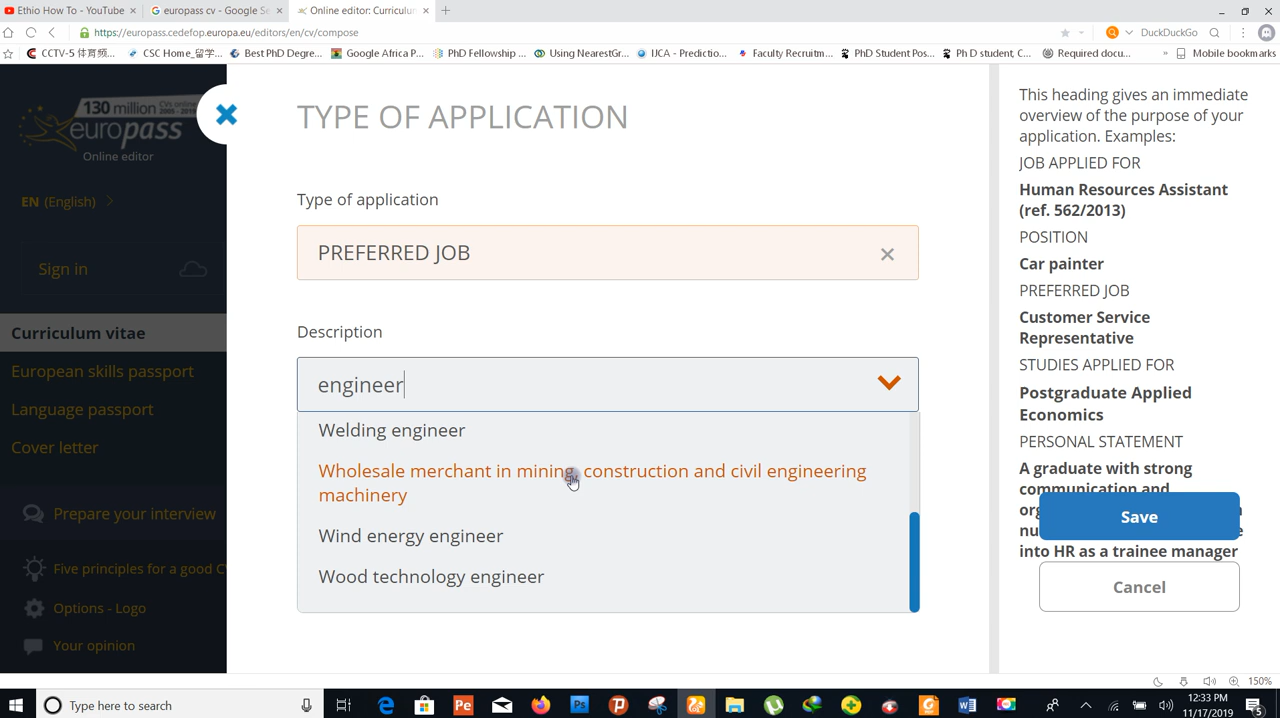 Ethio How To - YouTube
europass cv - Google Se
Online editor: Curriculum
https://europass.cedefop.europa.eu/editors/en/cv/compose
DuckDuckGo
CCTV-5 体育频...
CSC Home_留学...
Best PhD Degre...
Google Africa P...
PhD Fellowship ...
Using NearestGr...
IJCA - Predictio...
Faculty Recruitm...
PhD Student Pos...
Ph D student, C...
Required docu...
Mobile bookmarks
130 million
CVs online
europass
Online editor
EN (English)
Sign in
Curriculum vitae
European skills passport
Language passport
Cover letter
Prepare your interview
Five principles for a good C
Options - Logo
Your opinion
TYPE OF APPLICATION
Type of application
PREFERRED JOB
Description
engineer
Welding engineer
Wholesale merchant in mining, construction and civil engineering
machinery
Wind energy engineer
Wood technology engineer
This heading gives an immediate
overview of the purpose of your
application. Examples:
JOB APPLIED FOR
Human Resources Assistant
(ref. 562/2013)
POSITION
Car painter
PREFERRED JOB
Customer Service
Representative
STUDIES APPLIED FOR
Postgraduate Applied
Economics
PERSONAL STATEMENT
A graduate with strong
communication and
into HR as a trainee manager
Save
Cancel
150%
Type here to search
Pe
Ps
12:33 PM
11/17/2019
5